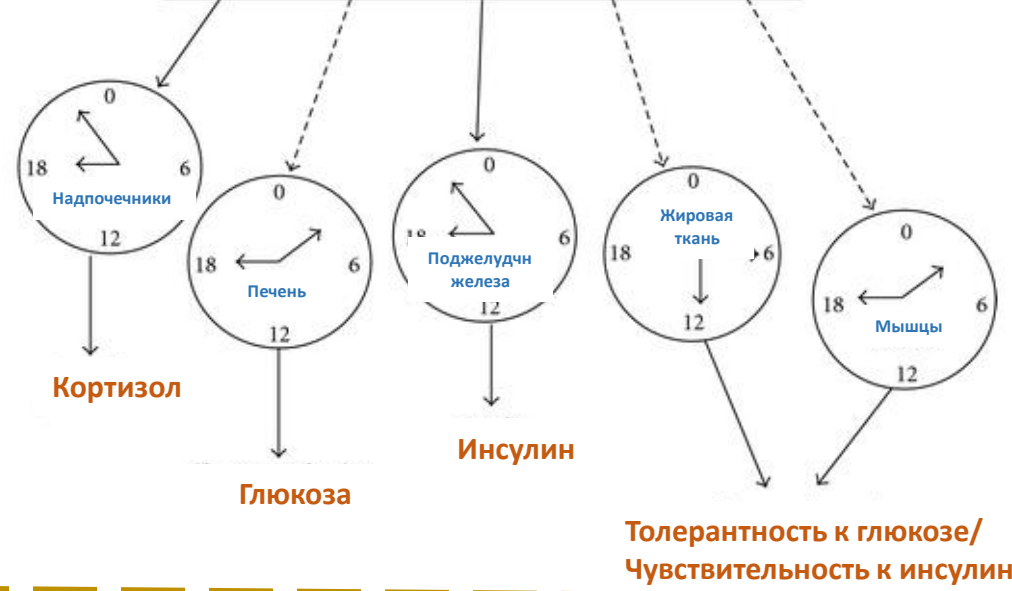 0
18
6
Надпочечники
12
0
18
6
Печень
12
0
6
Поджелудчн
железа
12
0
Жировая
ткань
18
6
12
0
18
6
Мышцы
12
Кортизол
Глюкоза
Инсулин
Толерантность к глюкозе/
Чувствительность к инсулин